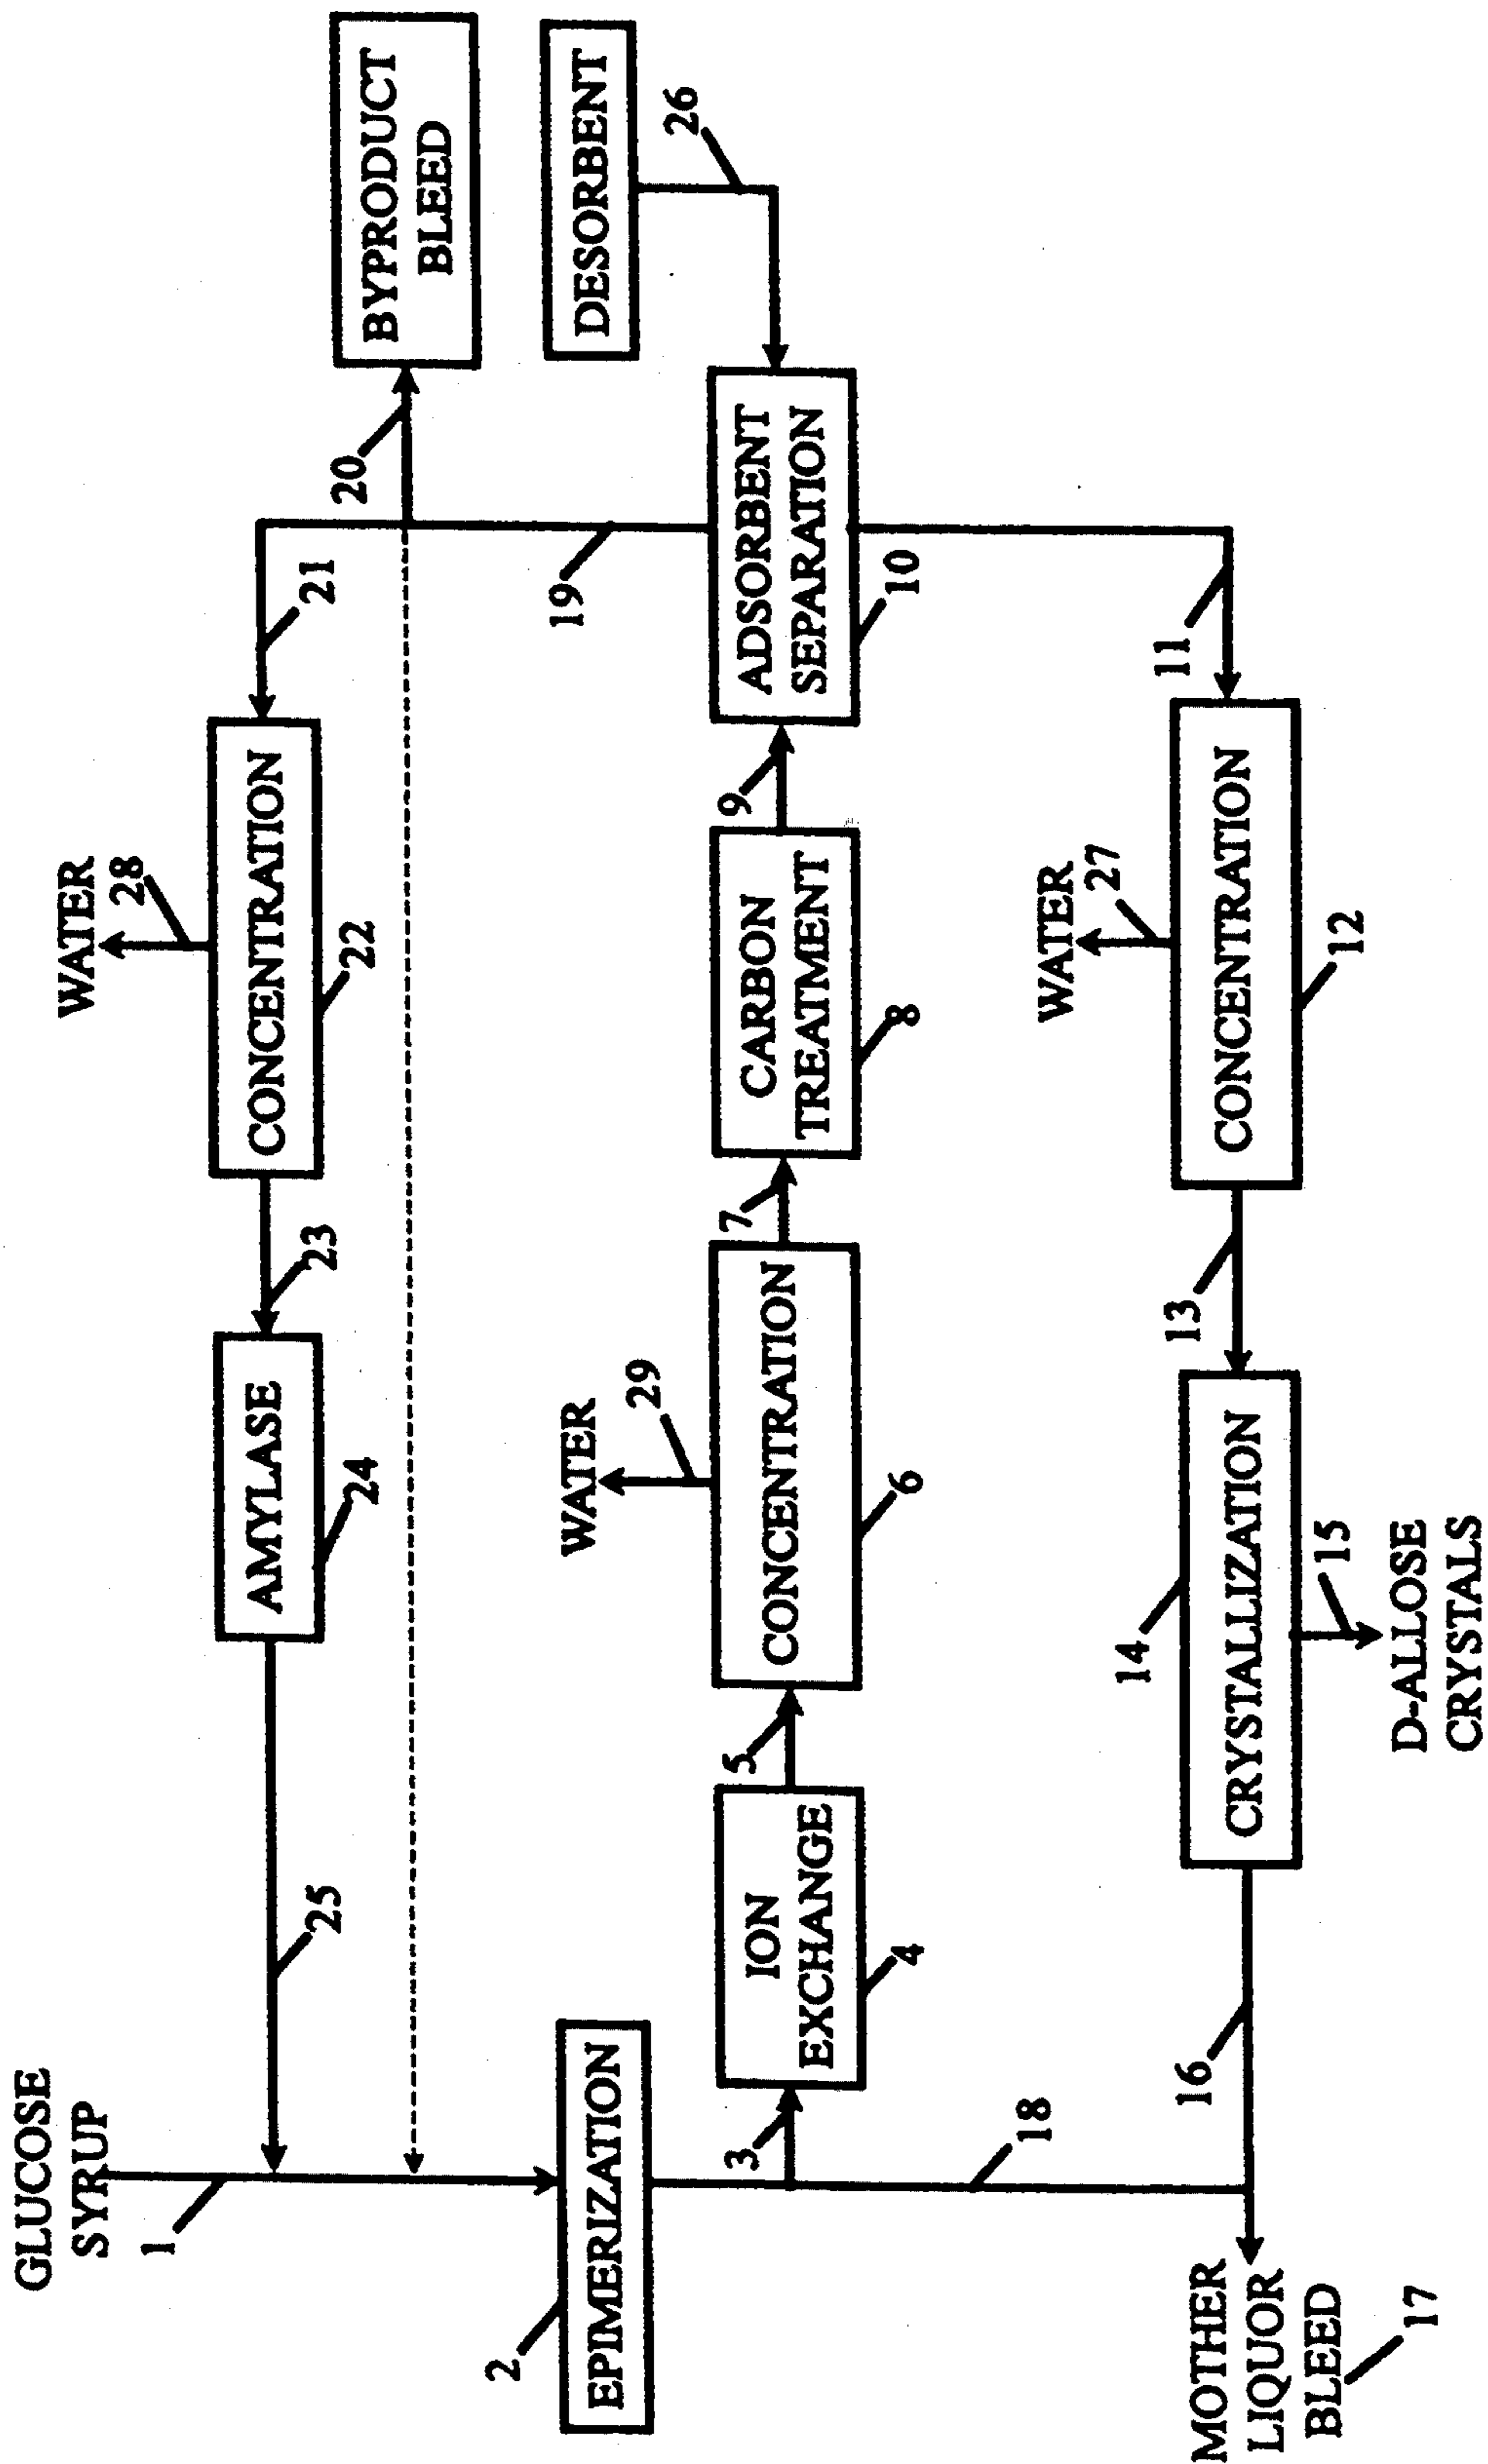 GLUCOSE
SYRUP
1
25
AMYLASE
24
23
CONCENTRATION
22
WATER
28
21
20
BYPRODUCT
BLEED
2
EPIMERIZATION
3
ION
EXCHANGE
4
5
CONCENTRATION
6
WATER
29
7
CARBON
TREATMENT
8
9
ADSORBENT
SEPARATION
10
19
DESORBENT
26
18
MOTHER
LIQUOR
BLEED
17
16
14
CRYSTALLIZATION
15
D-ALLOSE
CRYSTALS
13
CONCENTRATION
12
WATER
27
11